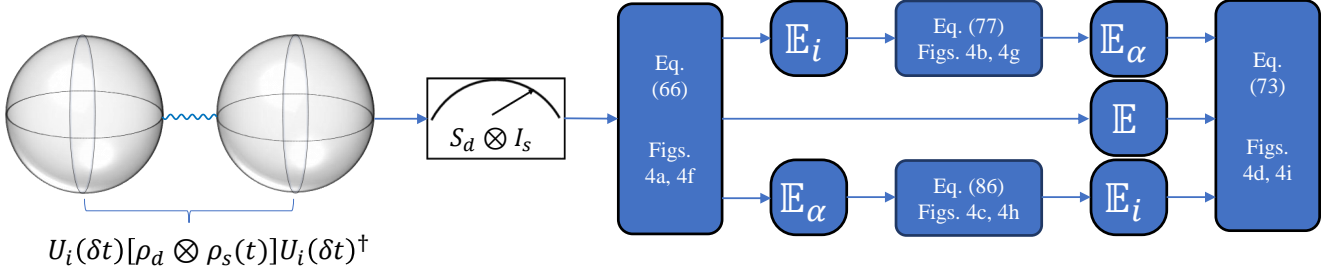 U_i(δt)[ρ_d ⊗ ρ_s(t)]U_i(δt)^†
S_d ⊗ I_s
Eq.
(66)
Figs.
4a, 4f
𝔼_i
Eq. (77)
Figs. 4b, 4g
𝔼_α
𝔼
𝔼_α
Eq. (86)
Figs. 4c, 4h
𝔼_i
Eq.
(73)
Figs.
4d, 4i